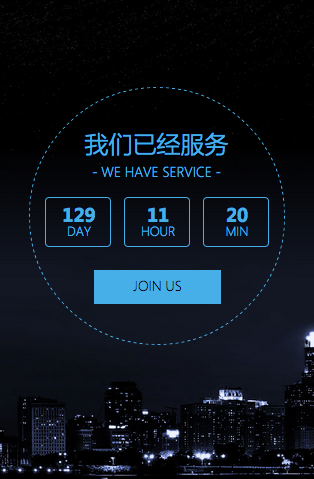 我们已经服务
- WE HAVE SERVICE -
129 11 20
DAY HOUR MIN
JOIN US